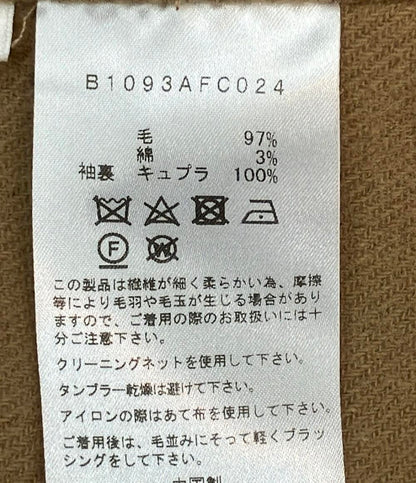 B1093AFC024
毛 97%
綿 3%
袖裏 キュプラ 100%
F W
この製品は繊維が細く柔らかい為、摩擦
等により毛羽や毛玉が生じる場合があり
ますので、ご着用の際のお取扱いには十
分ご注意下さい。
クリーニングネットを使用して下さい。
タンブラー乾燥は避けて下さい。
アイロンの際はあて布を使用して下さい。
ご着用後は、毛並みにそって軽くブラッ
シングをして下さい。
中国製